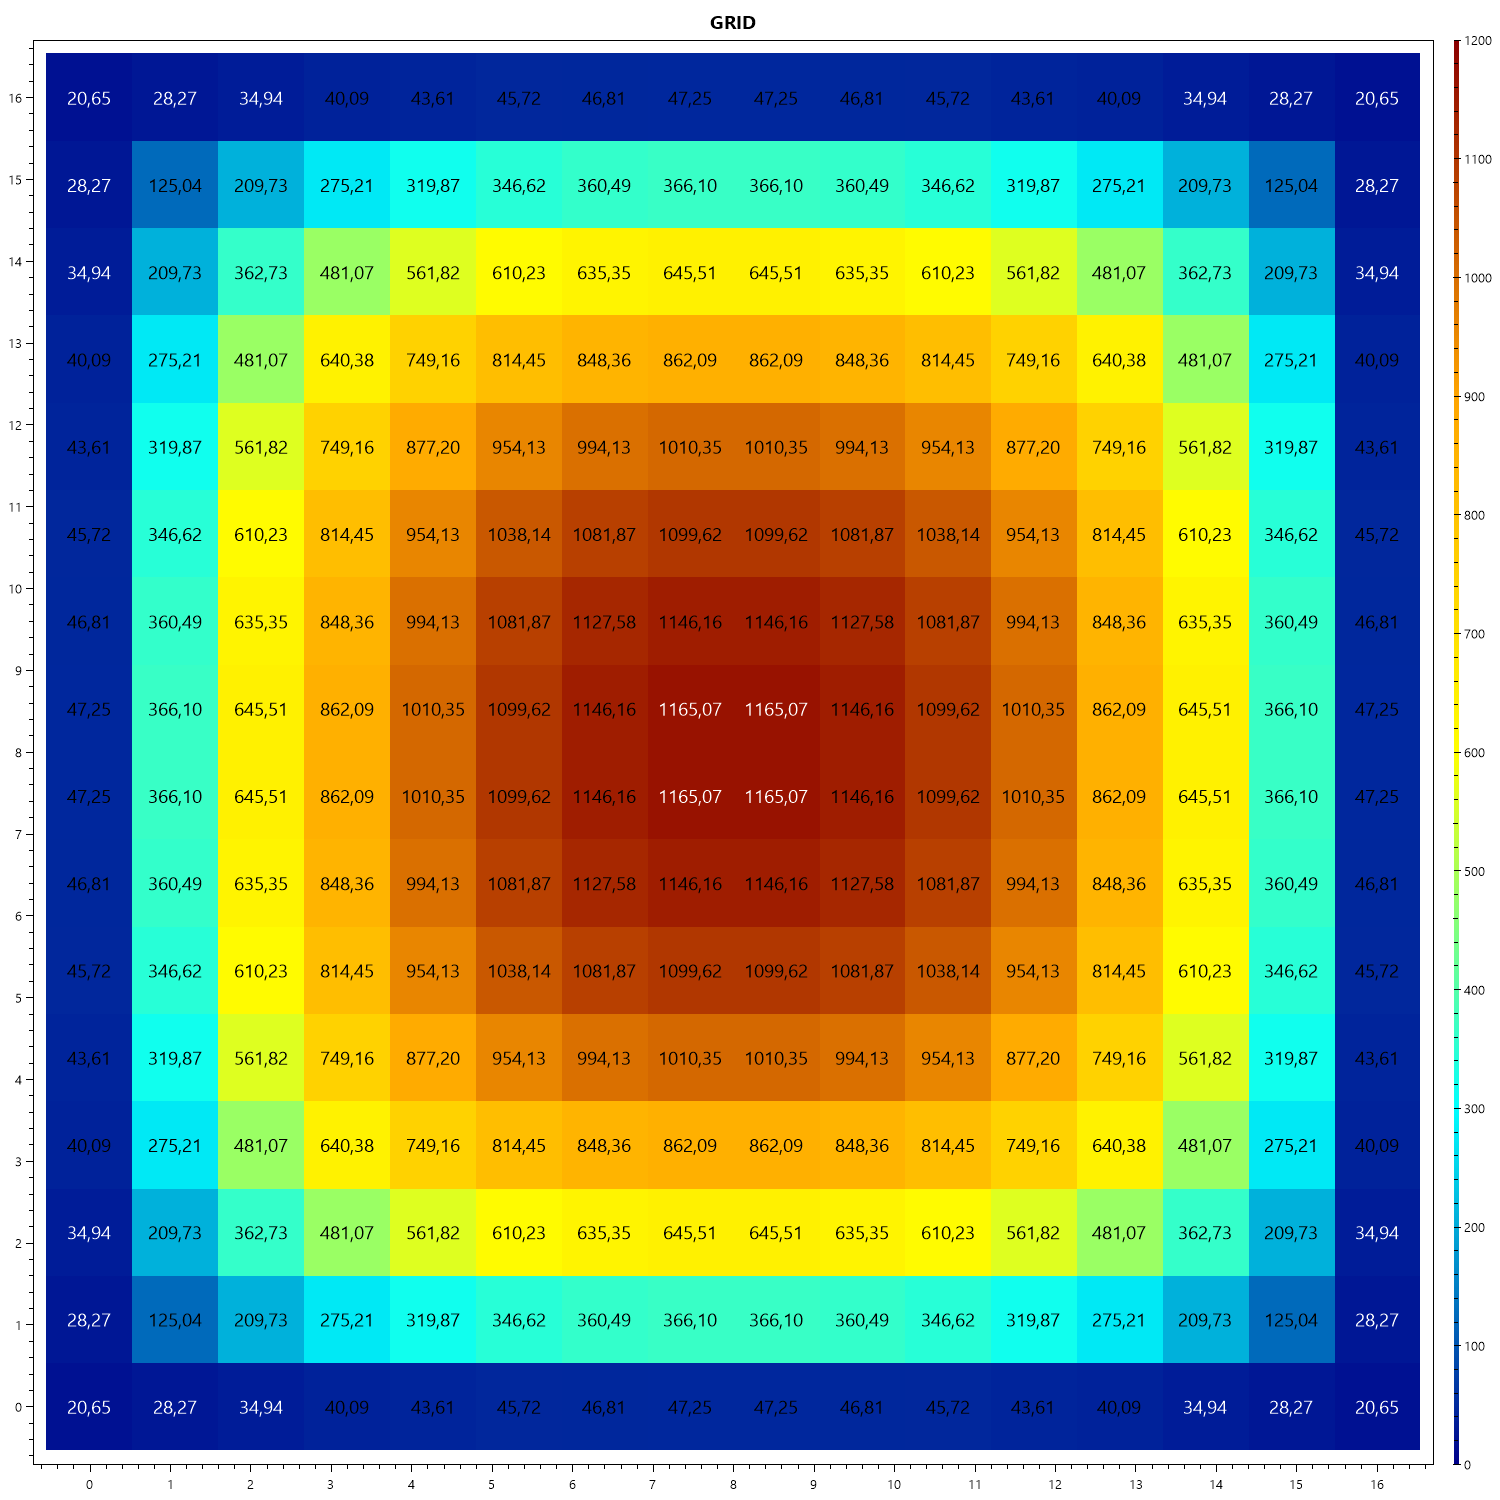 GRID
1200
16 20,65 28,27 34,94 40,09 43,61 45,72 46,81 47,25 47,25 46,81 45,72 43,61 40,09 34,94 28,27 20,65
1100
15 28,27 125,04 209,73 275,21 319,87 346,62 360,49 366,10 366,10 360,49 346,62 319,87 275,21 209,73 125,04 28,27
14 34,94 209,73 362,73 481,07 561,82 610,23 635,35 645,51 645,51 635,35 610,23 561,82 481,07 362,73 209,73 34,94
1000
13 40,09 275,21 481,07 640,38 749,16 814,45 848,36 862,09 862,09 848,36 814,45 749,16 640,38 481,07 275,21 40,09
900
12 43,61 319,87 561,82 749,16 877,20 954,13 994,13 1010,35 1010,35 994,13 954,13 877,20 749,16 561,82 319,87 43,61
11 800
45,72 346,62 610,23 814,45 954,13 1038,14 1081,87 1099,62 1099,62 1081,87 1038,14 954,13 814,45 610,23 346,62 45,72
10
46,81 360,49 635,35 848,36 994,13 1081,87 1127,58 1146,16 1146,16 1127,58 1081,87 994,13 848,36 635,35 360,49 46,81
700
9
47,25 366,10 645,51 862,09 1010,35 1099,62 1146,16 1165,07 1165,07 1146,16 1099,62 1010,35 862,09 645,51 366,10 47,25
8 600
47,25 366,10 645,51 862,09 1010,35 1099,62 1146,16 1165,07 1165,07 1146,16 1099,62 1010,35 862,09 645,51 366,10 47,25
7
500
46,81 360,49 635,35 848,36 994,13 1081,87 1127,58 1146,16 1146,16 1127,58 1081,87 994,13 848,36 635,35 360,49 46,81
6
45,72 346,62 610,23 814,45 954,13 1038,14 1081,87 1099,62 1099,62 1081,87 1038,14 954,13 814,45 610,23 346,62 45,72
5 400
43,61 319,87 561,82 749,16 877,20 954,13 994,13 1010,35 1010,35 994,13 954,13 877,20 749,16 561,82 319,87 43,61
4
300
40,09 275,21 481,07 640,38 749,16 814,45 848,36 862,09 862,09 848,36 814,45 749,16 640,38 481,07 275,21 40,09
3
200
34,94 209,73 362,73 481,07 561,82 610,23 635,35 645,51 645,51 635,35 610,23 561,82 481,07 362,73 209,73 34,94
2
28,27 125,04 209,73 275,21 319,87 346,62 360,49 366,10 366,10 360,49 346,62 319,87 275,21 209,73 125,04 28,27
1
100
0 20,65 28,27 34,94 40,09 43,61 45,72 46,81 47,25 47,25 46,81 45,72 43,61 40,09 34,94 28,27 20,65
0
0 1 2 3 4 5 6 7 8 9 10 11 12 13 14 15 16